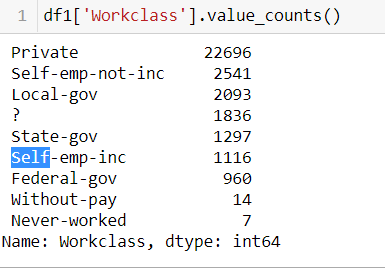 1 df1['Workclass'].value_counts()
Private 22696
Self-emp-not-inc 2541
Local-gov 2093
? 1836
State-gov 1297
Self-emp-inc 1116
Federal-gov 960
Without-pay 14
Never-worked 7
Name: Workclass, dtype: int64